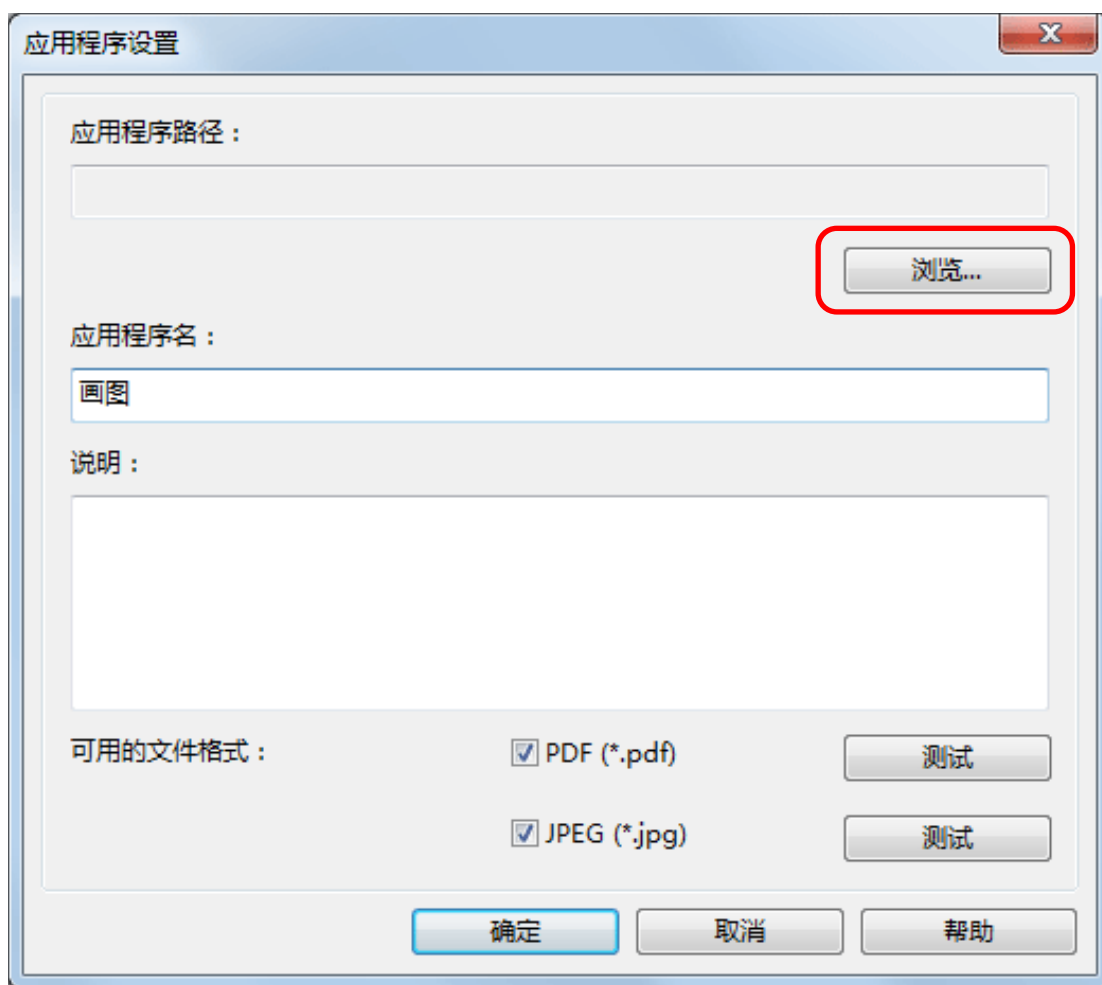 应用程序设置
应用程序路径：
浏览...
应用程序名：
画图
说明：
可用的文件格式：
PDF (*.pdf)
测试
JPEG (*.jpg)
测试
确定
取消
帮助